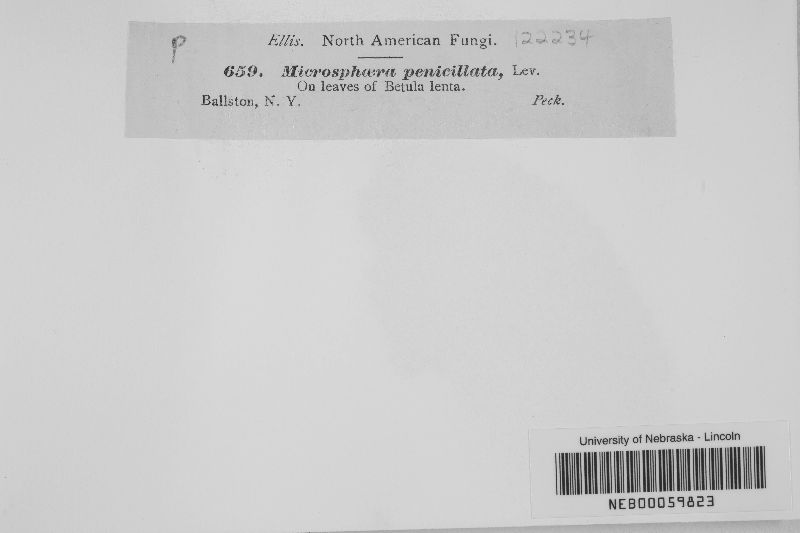 P Ellis. North American Fungi. 122234
659. Microsphæra penicillata, Lev.
On leaves of Betula lenta.
Ballston, N. Y. Peck.
University of Nebraska - Lincoln
NEB00059823